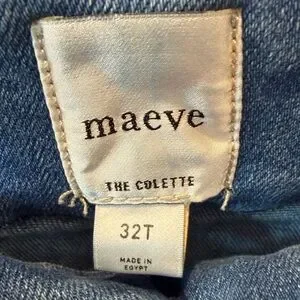 maeve
THE COLETTE
32T
MADE IN
EGYPT